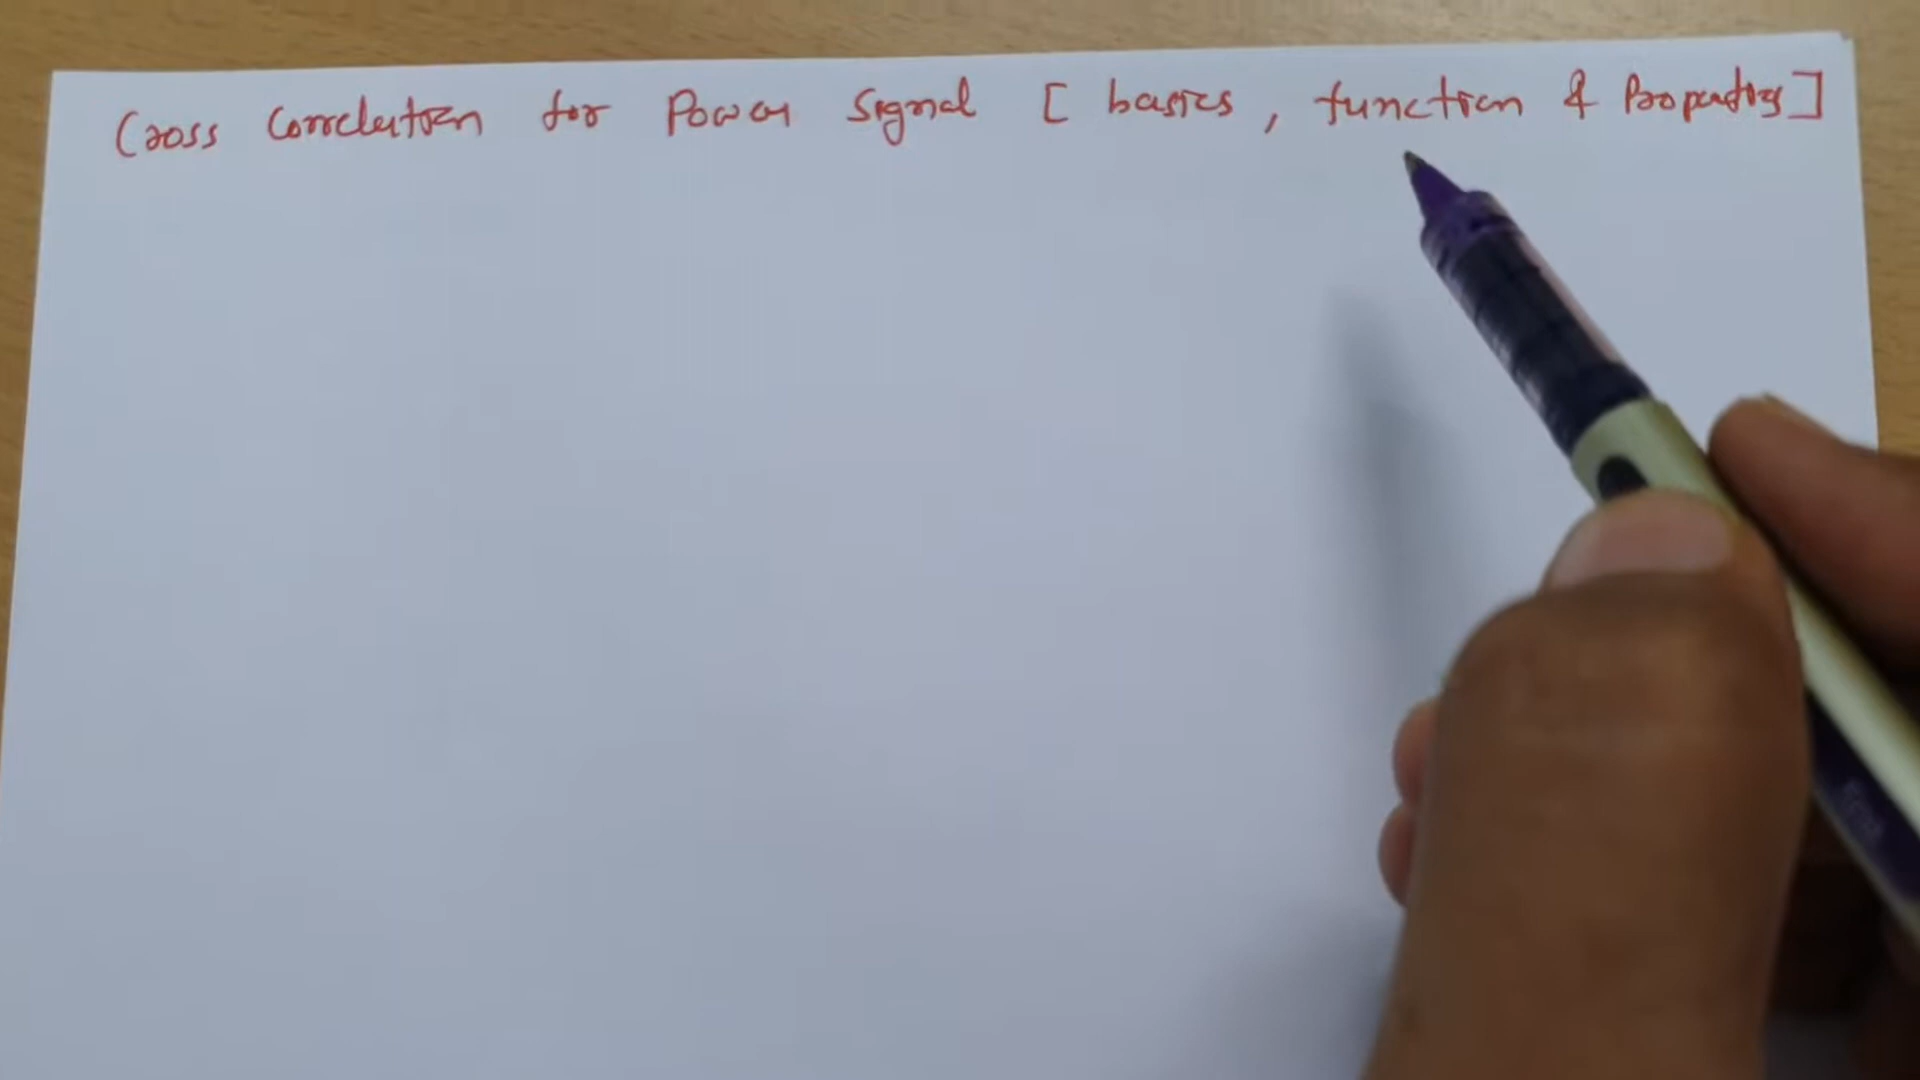 Cross Correlation for Power Signal [ basics , function & Properties ]